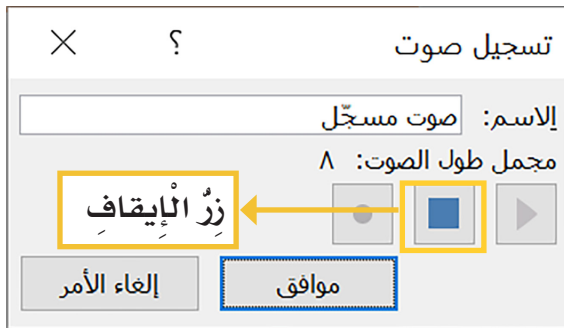 تسجيل صوت ؟
الاسم: صوت مسجّل
مجمل طول الصوت: ٨
زِرُّ الْإِيقافِ
موافق إلغاء الأمر